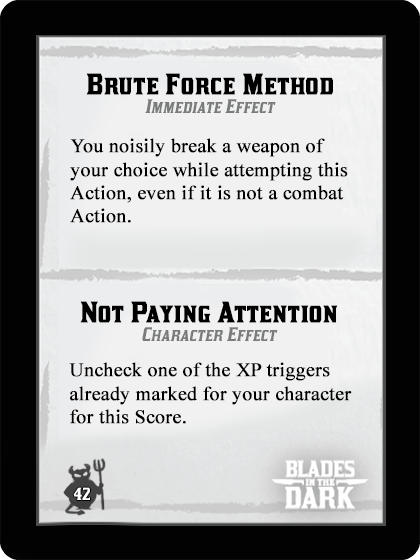 Brute Force Method
Immediate Effect
You noisily break a weapon of
your choice while attempting this
Action, even if it is not a combat
Action.
Not Paying Attention
Character Effect
Uncheck one of the XP triggers
already marked for your character
for this Score.
42
BLADES
IN THE
DARK